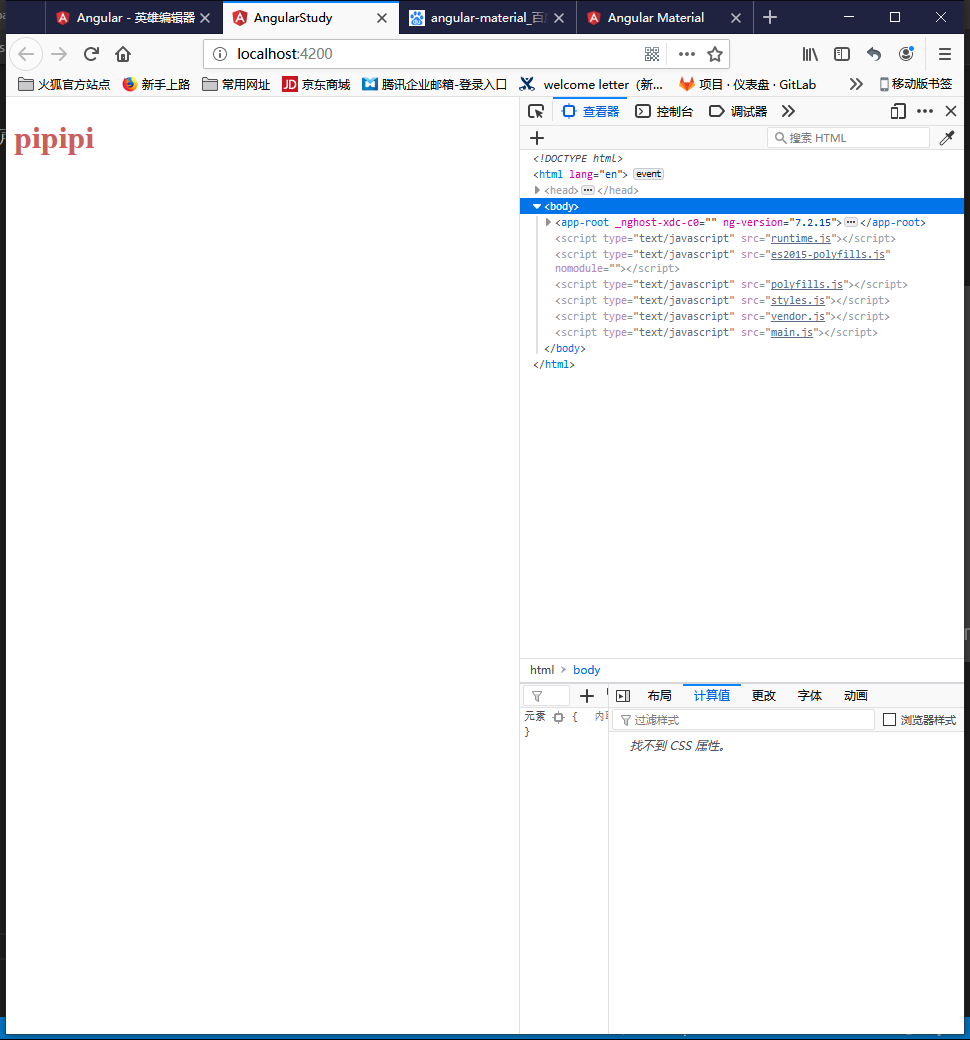 Angular - 英雄编辑器
AngularStudy
angular-material_百
Angular Material
localhost:4200
火狐官方站点
新手上路
常用网址
JD 京东商城
腾讯企业邮箱-登录入口
welcome letter (新...
项目 · 仪表盘 · GitLab
移动版书签
pipipi
查看器
控制台
调试器
搜索 HTML
<!DOCTYPE html>
<html lang="en"> event
<head> ··· </head>
<body>
<app-root _nghost-xdc-c0="" ng-version="7.2.15"> ··· </app-root>
<script type="text/javascript" src="runtime.js"></script>
<script type="text/javascript" src="es2015-polyfills.js"
nomodule=""></script>
<script type="text/javascript" src="polyfills.js"></script>
<script type="text/javascript" src="styles.js"></script>
<script type="text/javascript" src="vendor.js"></script>
<script type="text/javascript" src="main.js"></script>
</body>
</html>
html > body
布局
计算值
更改
字体
动画
元素 {
}
过滤样式
浏览器样式
找不到 CSS 属性。